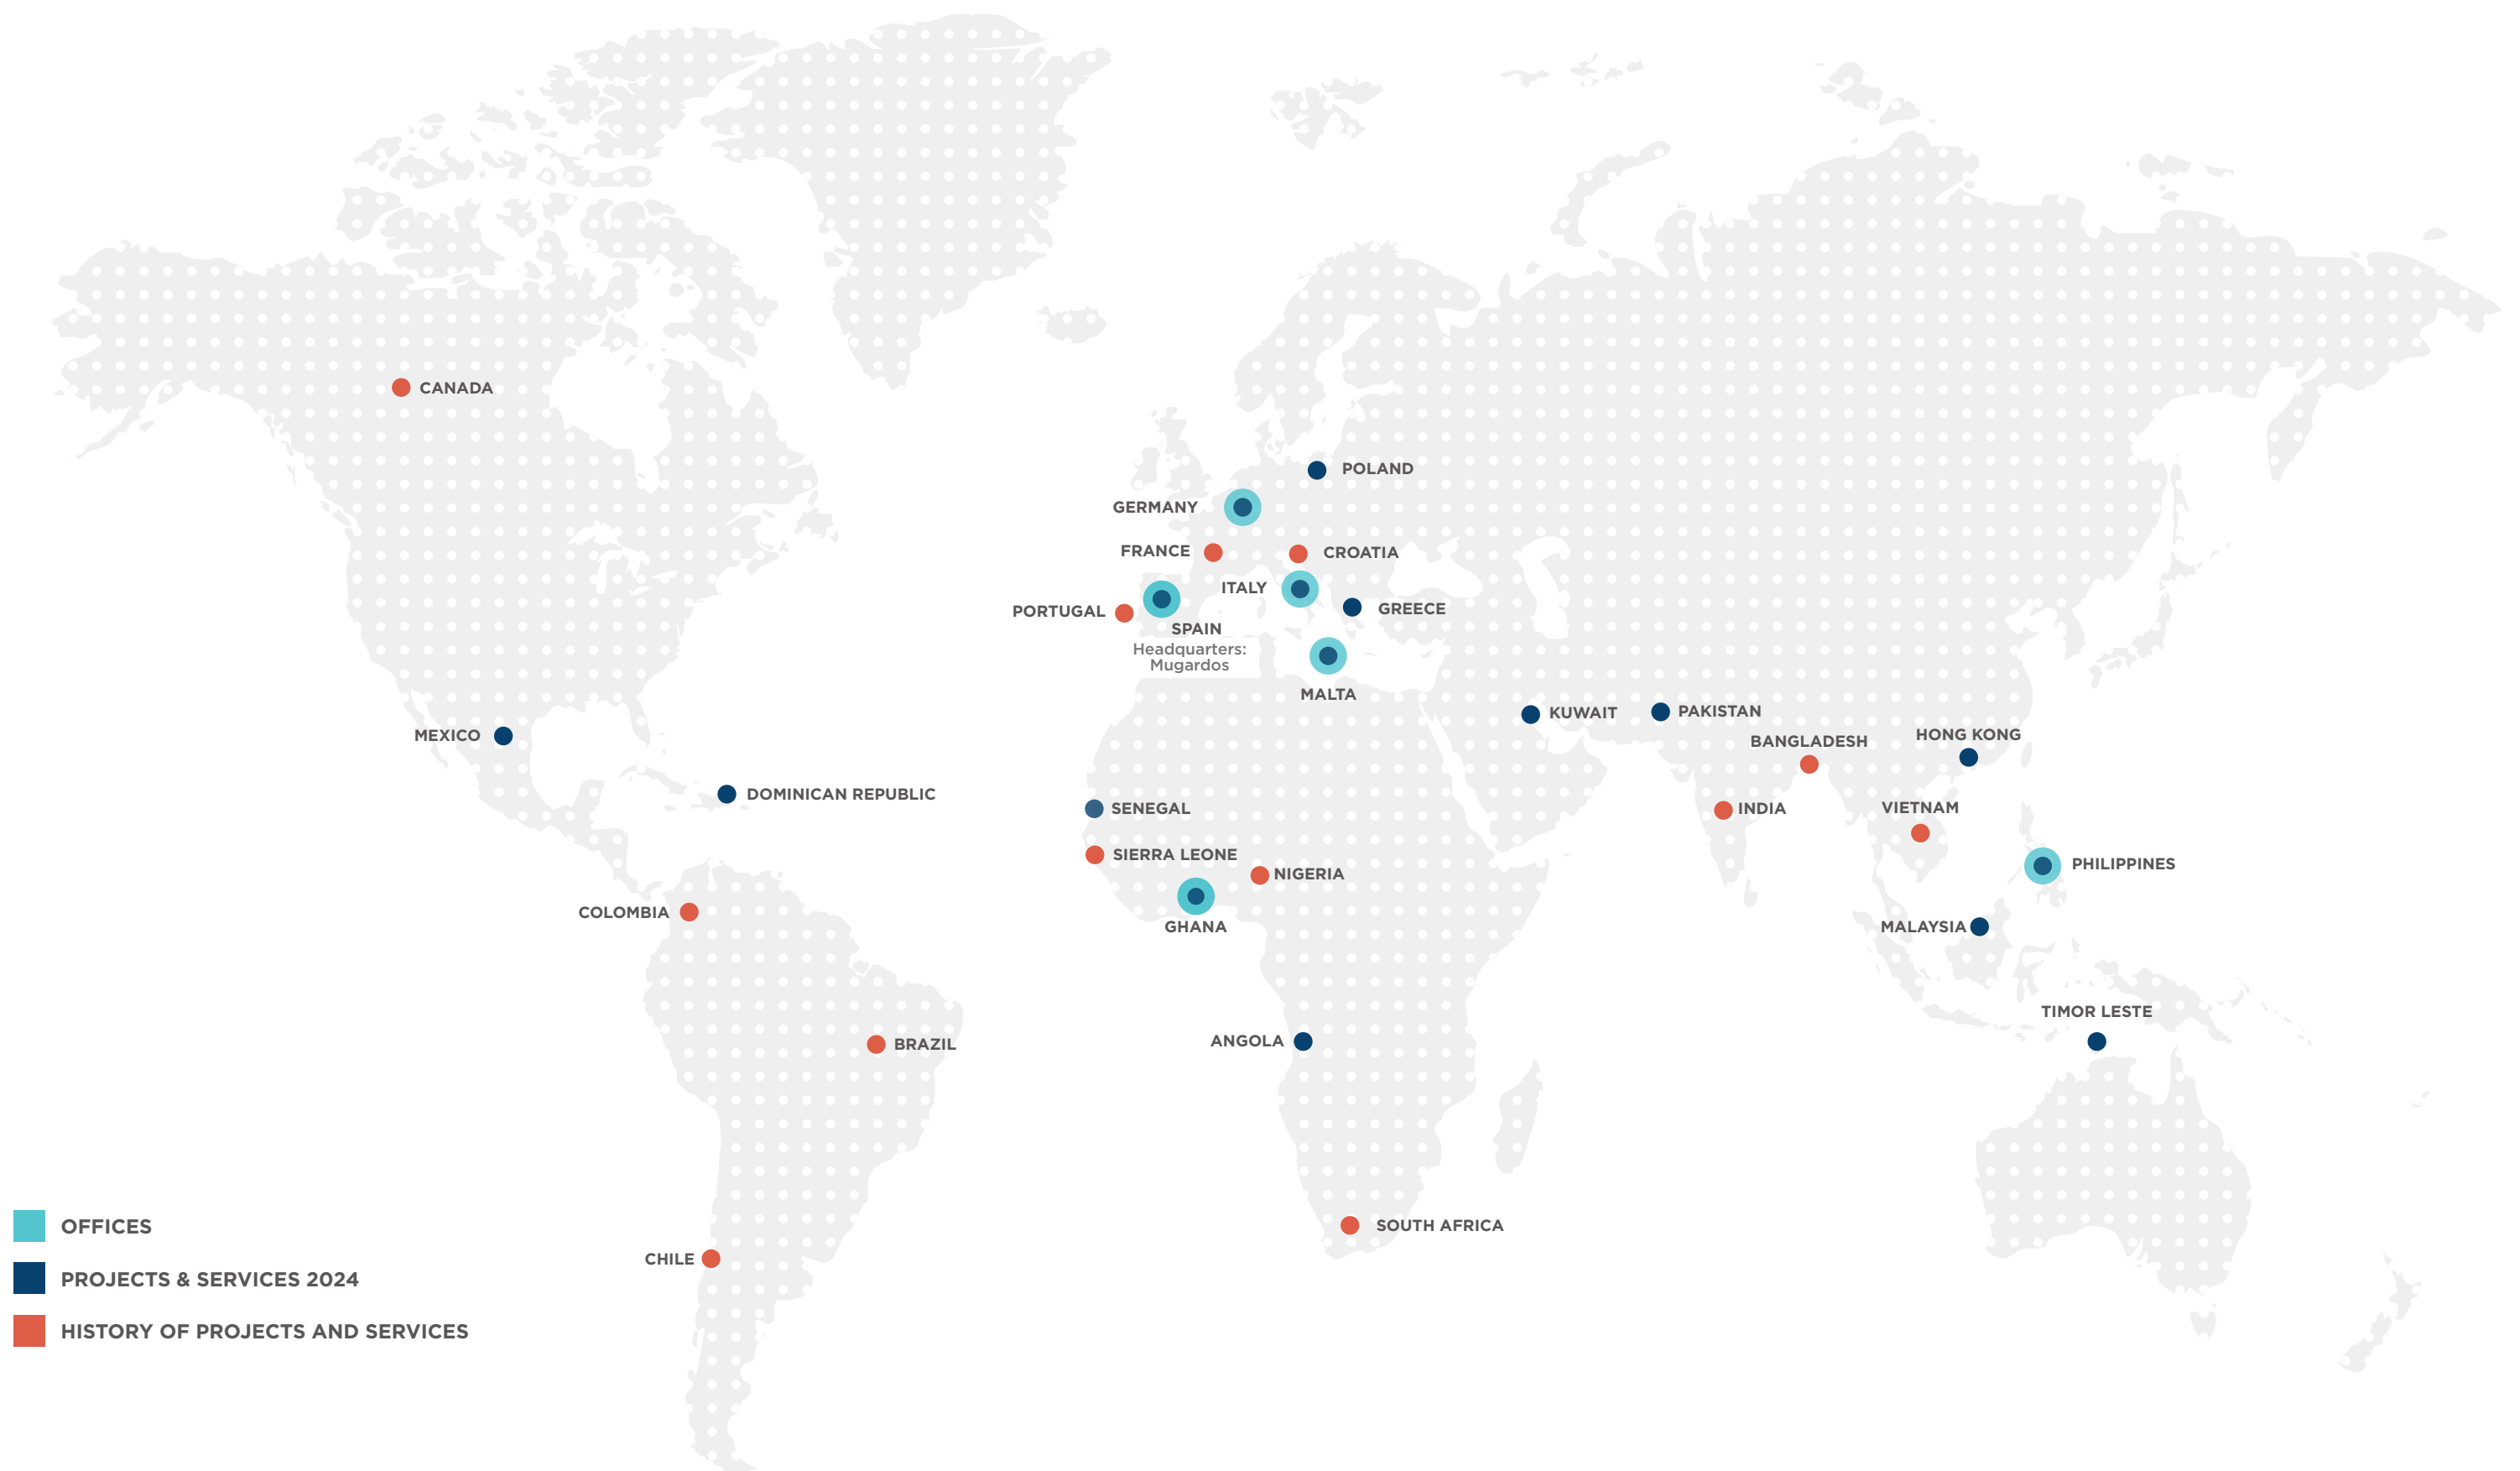 CANADA
POLAND
GERMANY
FRANCE
CROATIA
ITALY
GREECE
PORTUGAL
SPAIN
Headquarters:
Mugardos
MALTA
KUWAIT
PAKISTAN
MEXICO
BANGLADESH
HONG KONG
DOMINICAN REPUBLIC
SENEGAL
INDIA
VIETNAM
SIERRA LEONE
NIGERIA
PHILIPPINES
COLOMBIA
GHANA
MALAYSIA
TIMOR LESTE
BRAZIL
ANGOLA
SOUTH AFRICA
CHILE
OFFICES
PROJECTS & SERVICES 2024
HISTORY OF PROJECTS AND SERVICES